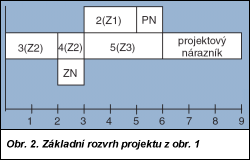 2(Z1) PN
3(Z2) 4(Z2) 5(Z3) projektový
nárazník
ZN
1 2 3 4 5 6 7 8 9
Obr. 2. Základní rozvrh projektu z obr. 1